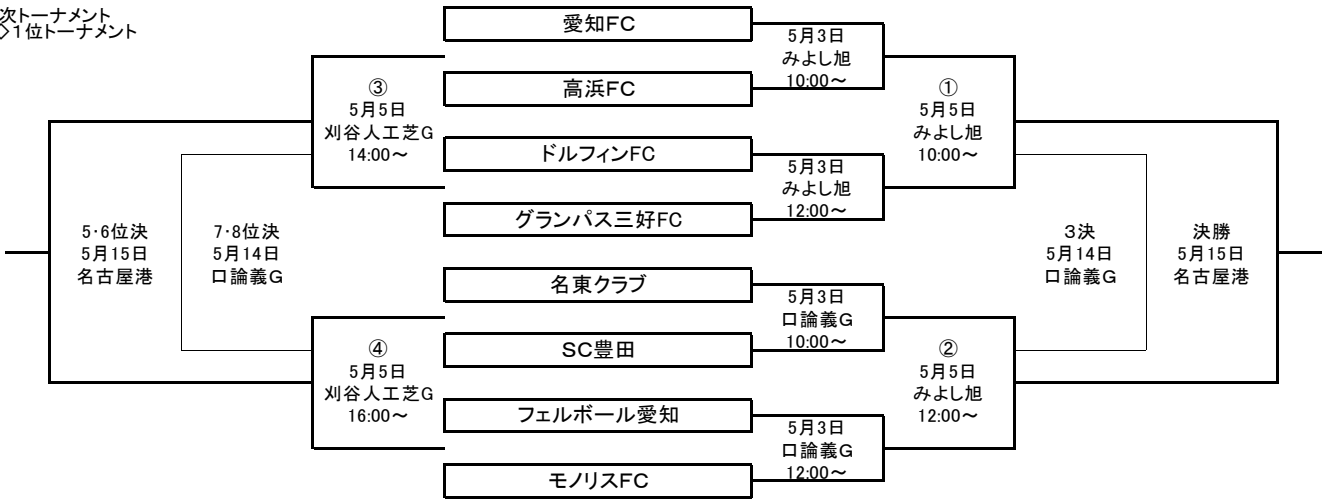 次トーナメント
◇1位トーナメント
愛知FC
5月3日
みよし旭
10:00～
高浜FC
③
5月5日
刈谷人工芝G
14:00～
①
5月5日
みよし旭
10:00～
ドルフィンFC
5月3日
みよし旭
12:00～
グランパス三好FC
5・6位決
5月15日
名古屋港
7・8位決
5月14日
口論義G
3決
5月14日
口論義G
決勝
5月15日
名古屋港
名東クラブ
5月3日
口論義G
10:00～
SC豊田
④
5月5日
刈谷人工芝G
16:00～
②
5月5日
みよし旭
12:00～
フェルボール愛知
5月3日
口論義G
12:00～
モノリスFC